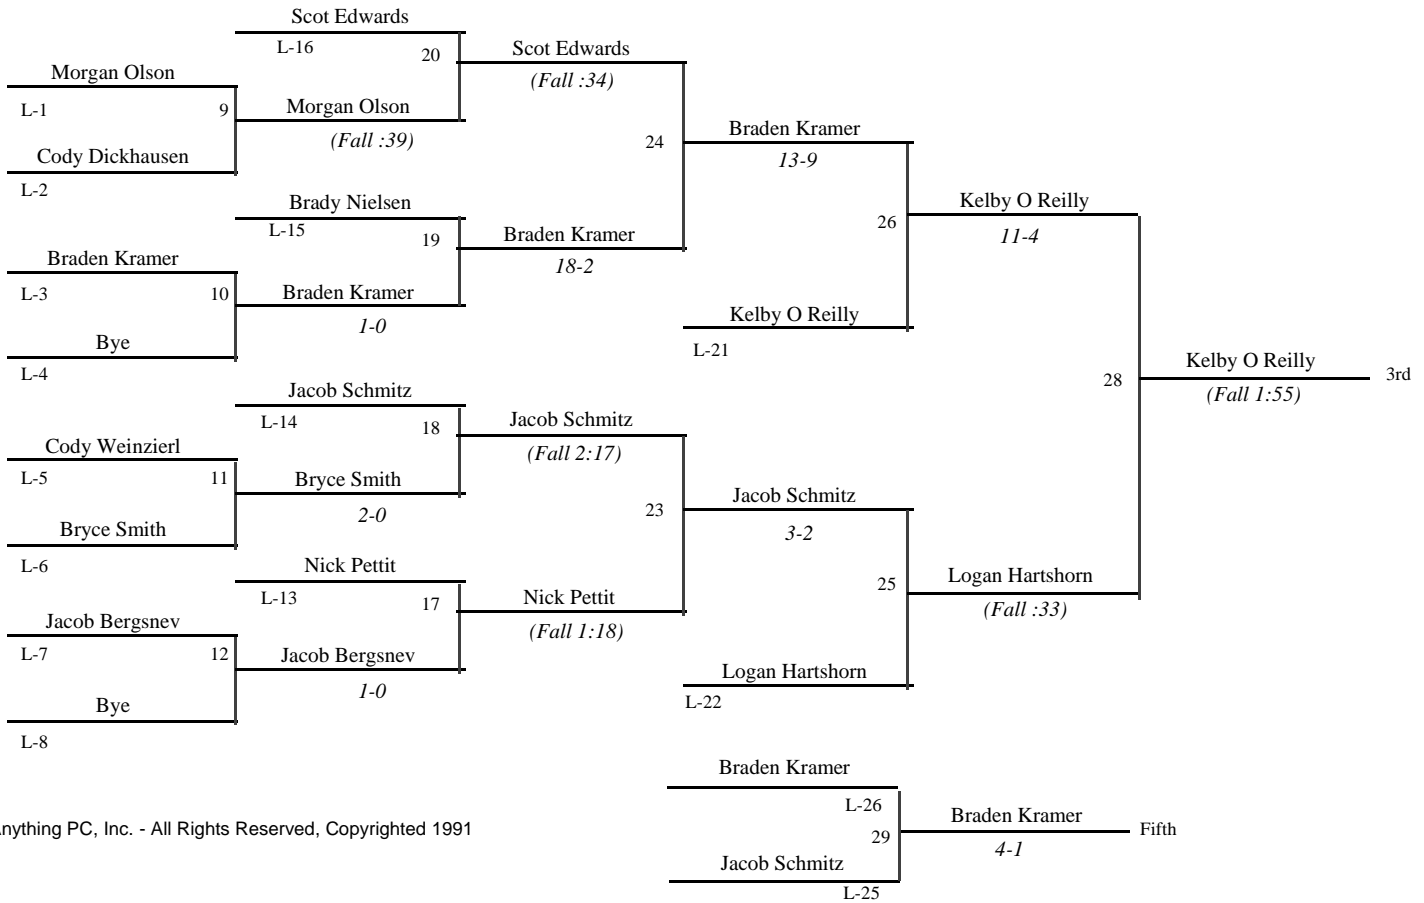 Scot Edwards
L-16
20
Scot Edwards
(Fall :34)
Morgan Olson
L-1
9
Morgan Olson
(Fall :39)
Cody Dickhausen
L-2
24
Braden Kramer
13-9
Brady Nielsen
L-15
19
Braden Kramer
18-2
Braden Kramer
L-3
10
Braden Kramer
1-0
Bye
L-4
26
Kelby O Reilly
11-4
Kelby O Reilly
L-21
28
Kelby O Reilly
(Fall 1:55)
3rd
Jacob Schmitz
L-14
18
Jacob Schmitz
(Fall 2:17)
Cody Weinzierl
L-5
11
Bryce Smith
2-0
Bryce Smith
L-6
23
Jacob Schmitz
3-2
Nick Pettit
L-13
17
Nick Pettit
(Fall 1:18)
Jacob Bergsnev
L-7
12
Jacob Bergsnev
1-0
Bye
L-8
25
Logan Hartshorn
(Fall :33)
Logan Hartshorn
L-22
Braden Kramer
L-26
29
Braden Kramer
4-1
Fifth
Jacob Schmitz
L-25
nything PC, Inc. - All Rights Reserved, Copyrighted 1991